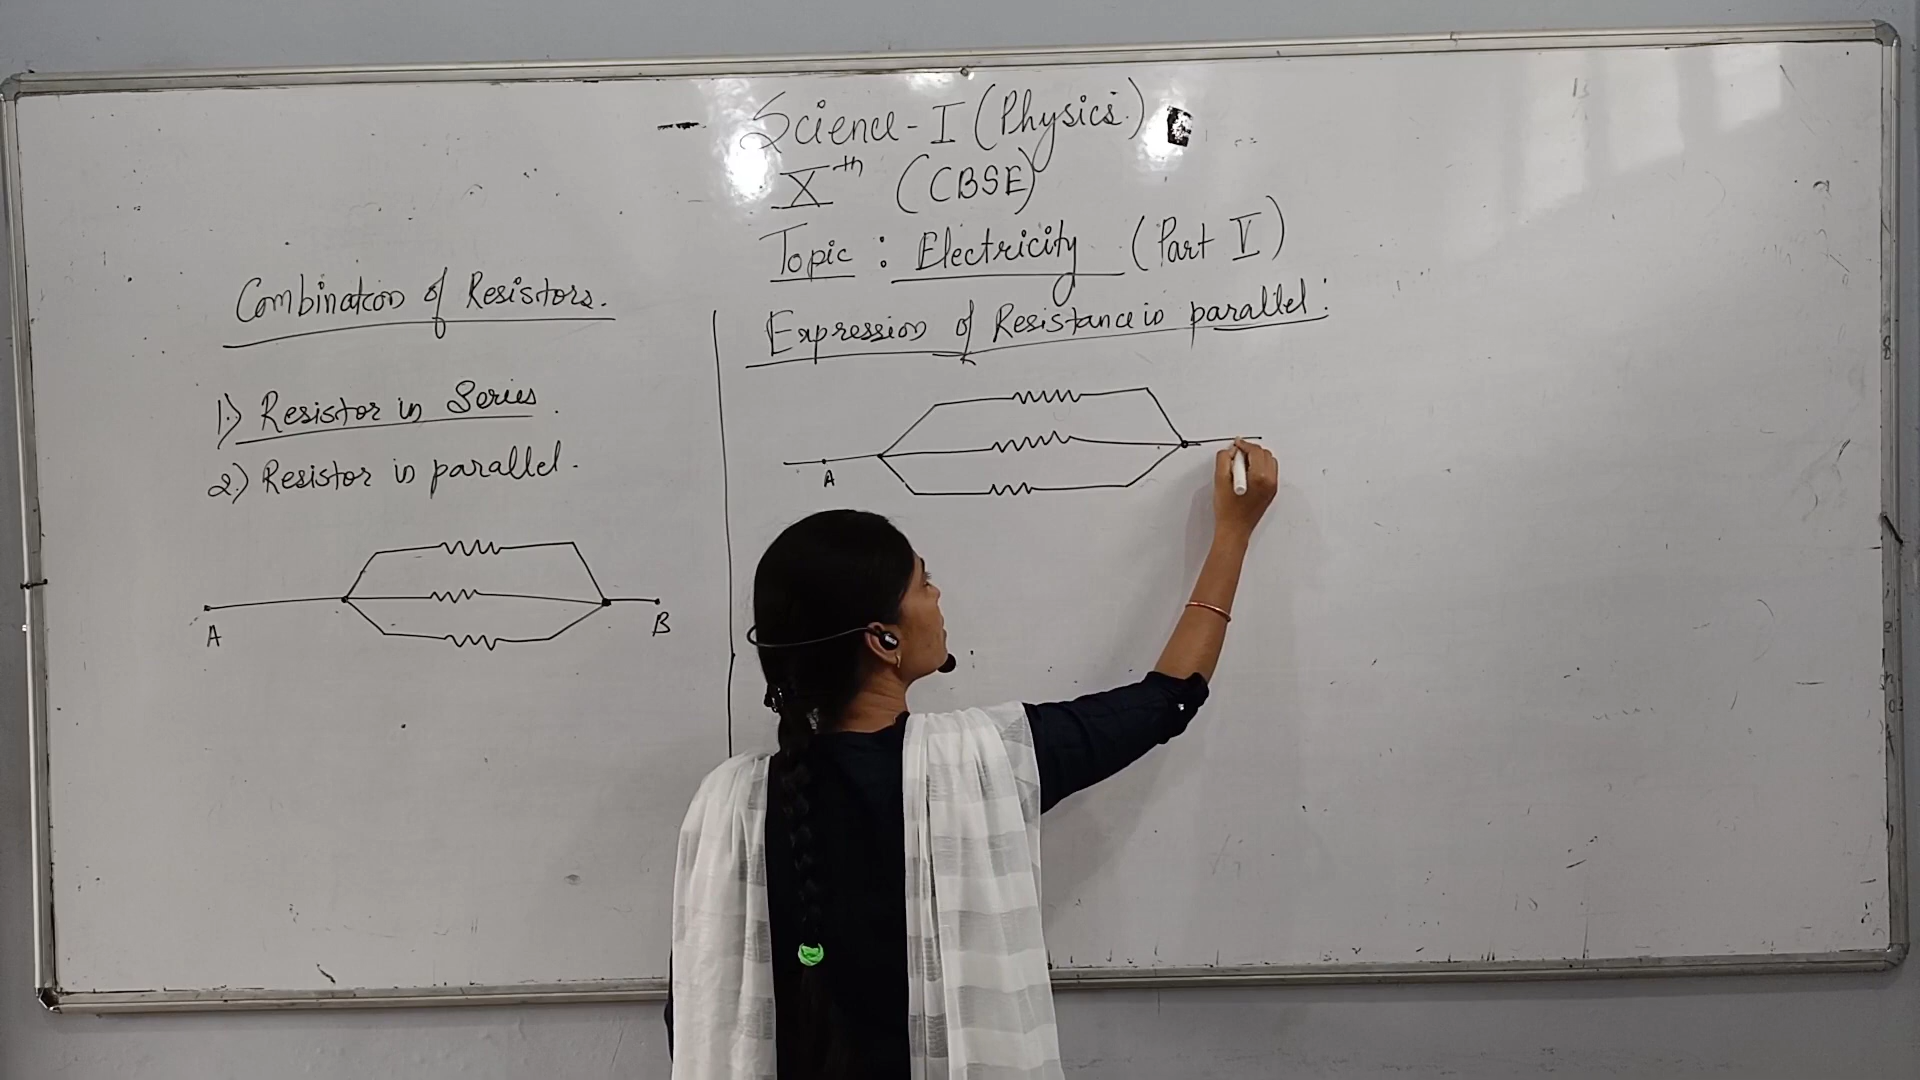 Science - I (Physics.)
Xth (CBSE)
Topic : Electricity (Part V)
Combination of Resistors.
1.) Resistor in Series.
2.) Resistor in parallel.
A B
Expression of Resistance in parallel :
A